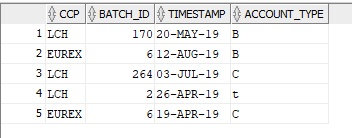 CCP BATCH_ID TIMESTAMP ACCOUNT_TYPE
1 LCH 170 20-MAY-19 B
2 EUREX 6 12-AUG-19 B
3 LCH 264 03-JUL-19 C
4 LCH 2 26-APR-19 t
5 EUREX 6 19-APR-19 C